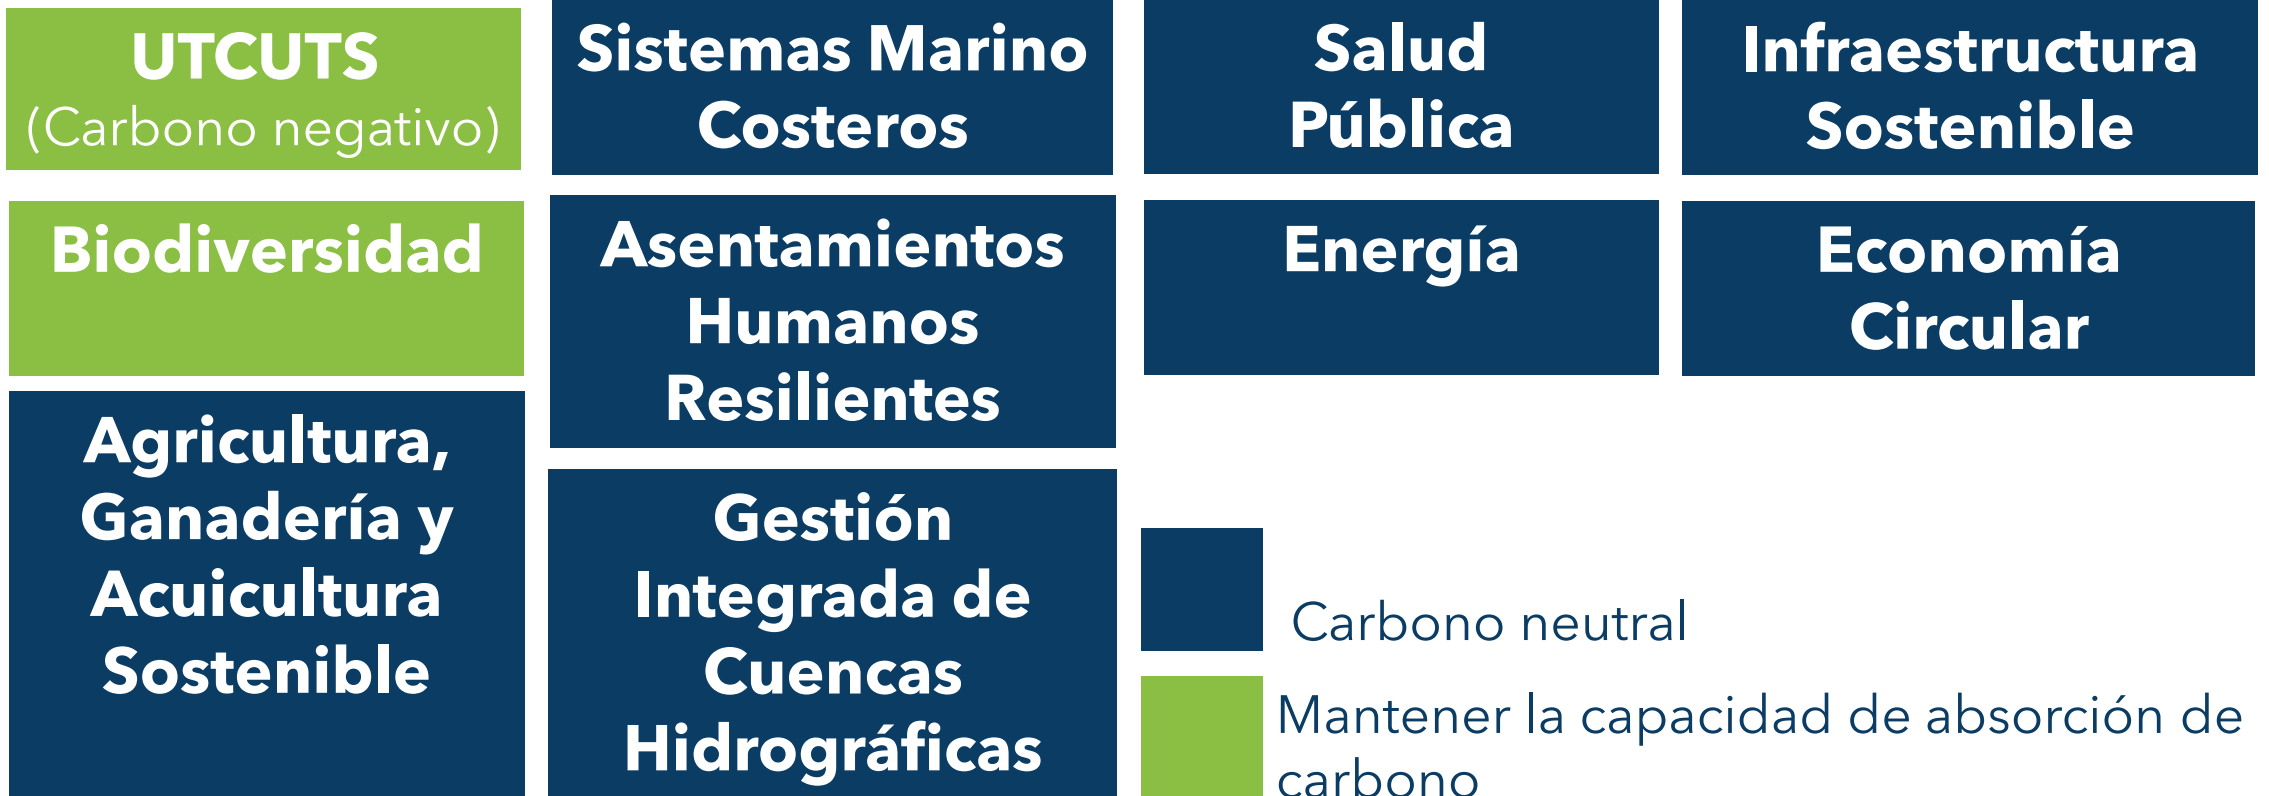 UTCUTS
(Carbono negativo)
Sistemas Marino
Costeros
Salud
Pública
Infraestructura
Sostenible
Biodiversidad
Asentamientos
Humanos
Resilientes
Energía
Economía
Circular
Agricultura,
Ganadería y
Acuicultura
Sostenible
Gestión
Integrada de
Cuencas
Hidrográficas
Carbono neutral
Mantener la capacidad de absorción de
carbono